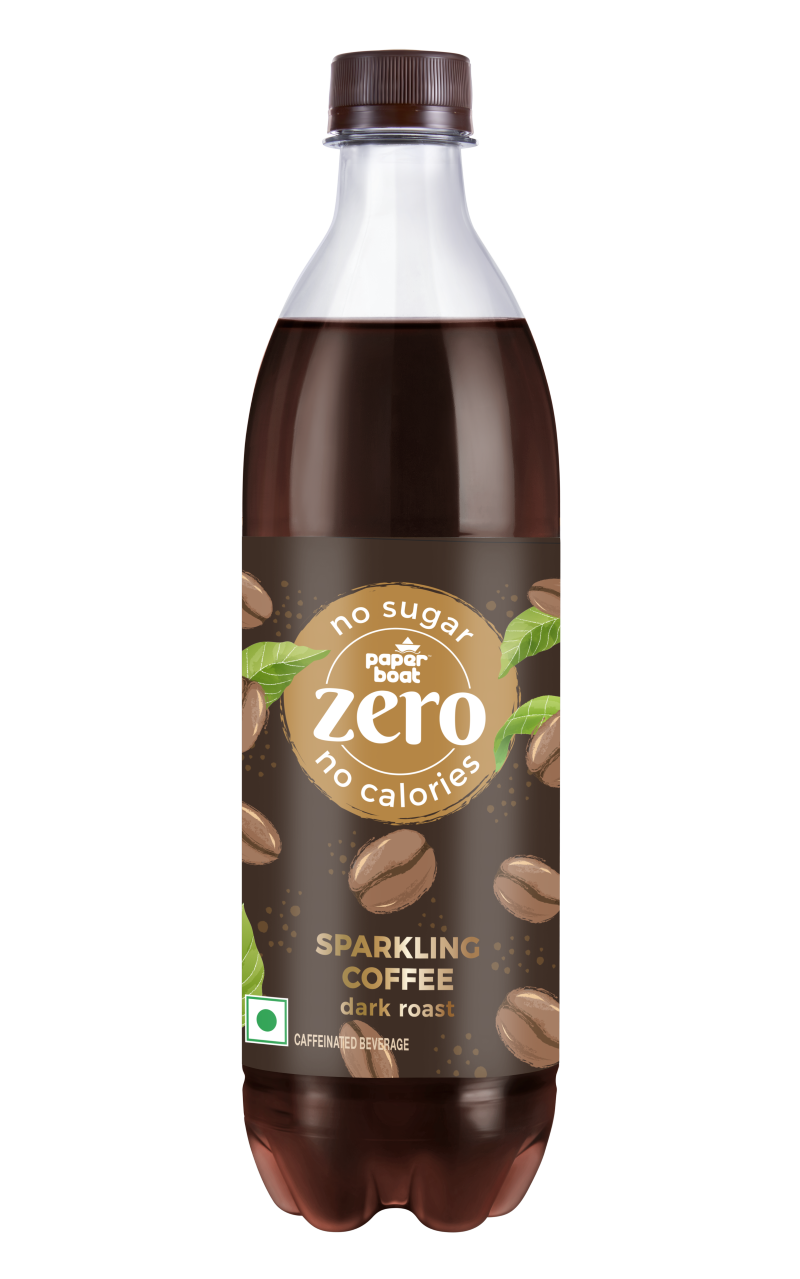 no sugar
paper
boat
zero
no calories
SPARKLING
COFFEE
dark roast
CAFFEINATED BEVERAGE